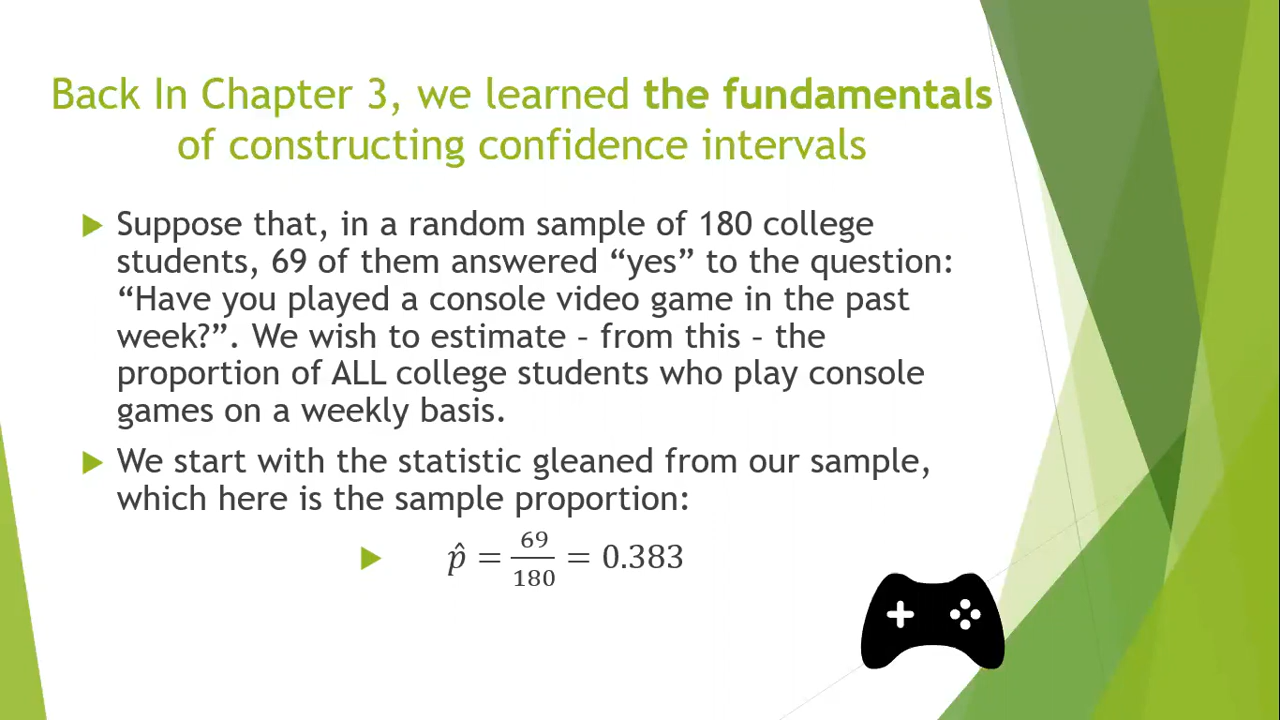 Back In Chapter 3, we learned the fundamentals
of constructing confidence intervals
Suppose that, in a random sample of 180 college
students, 69 of them answered “yes” to the question:
“Have you played a console video game in the past
week?”. We wish to estimate – from this – the
proportion of ALL college students who play console
games on a weekly basis.
We start with the statistic gleaned from our sample,
which here is the sample proportion:
p̂ = 69/180 = 0.383